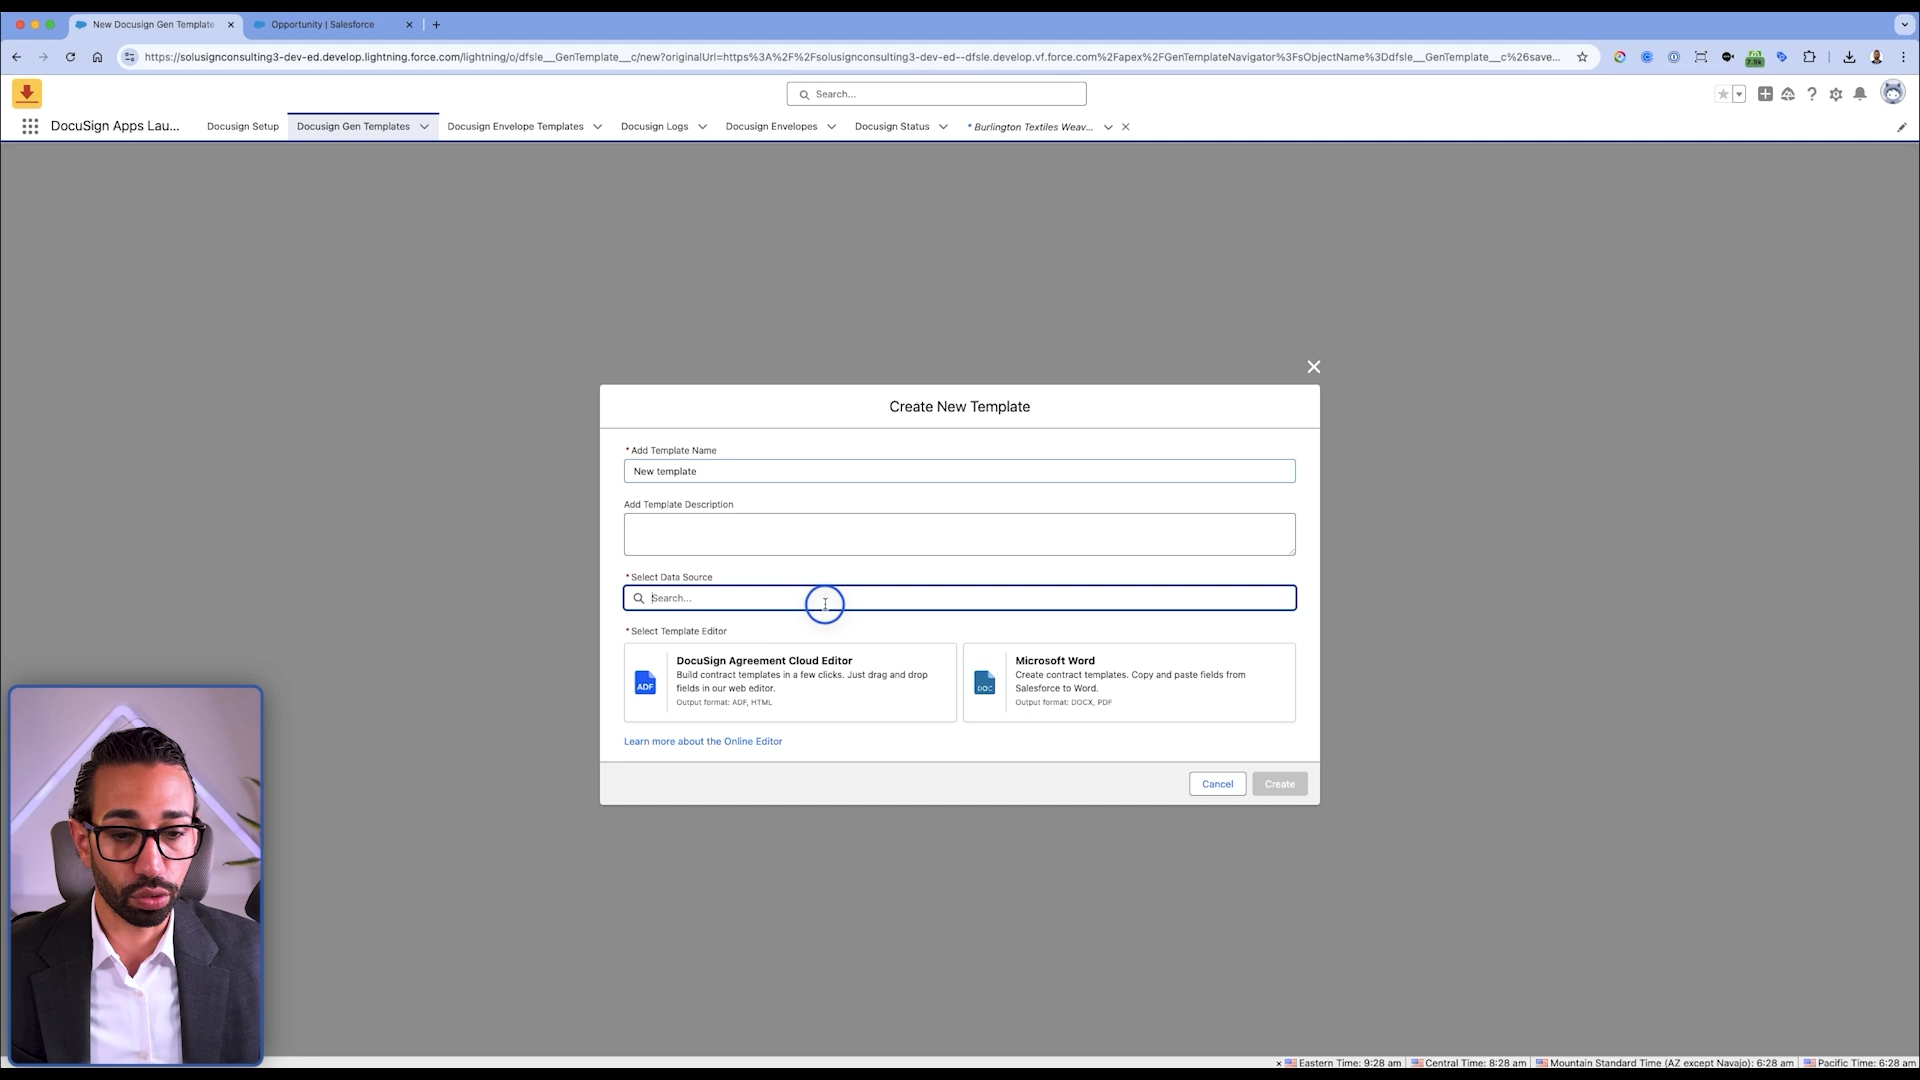 New Docusign Gen Template
Opportunity | Salesforce
https://solusignconsulting3-dev-ed.develop.lightning.force.com/lightning/o/dfsle__GenTemplate__c/new?originalUrl=https%3A%2F%2Fsolusignconsulting3-dev-ed--dfsle.develop.vf.force.com%2Fapex%2FGenTemplateNavigator%3FsObjectName%3Ddfsle__GenTemplate__c%26save...
7.9k
Search...
DocuSign Apps Lau...
Docusign Setup
Docusign Gen Templates
Docusign Envelope Templates
Docusign Logs
Docusign Envelopes
Docusign Status
* Burlington Textiles Weav...
Create New Template
* Add Template Name
New template
Add Template Description
* Select Data Source
Search...
* Select Template Editor
ADF
DocuSign Agreement Cloud Editor
Build contract templates in a few clicks. Just drag and drop
fields in our web editor.
Output format: ADF, HTML
DOC
Microsoft Word
Create contract templates. Copy and paste fields from
Salesforce to Word.
Output format: DOCX, PDF
Learn more about the Online Editor
Cancel
Create
Eastern Time: 9:28 am
Central Time: 8:28 am
Mountain Standard Time (AZ except Navajo): 6:28 am
Pacific Time: 6:28 am